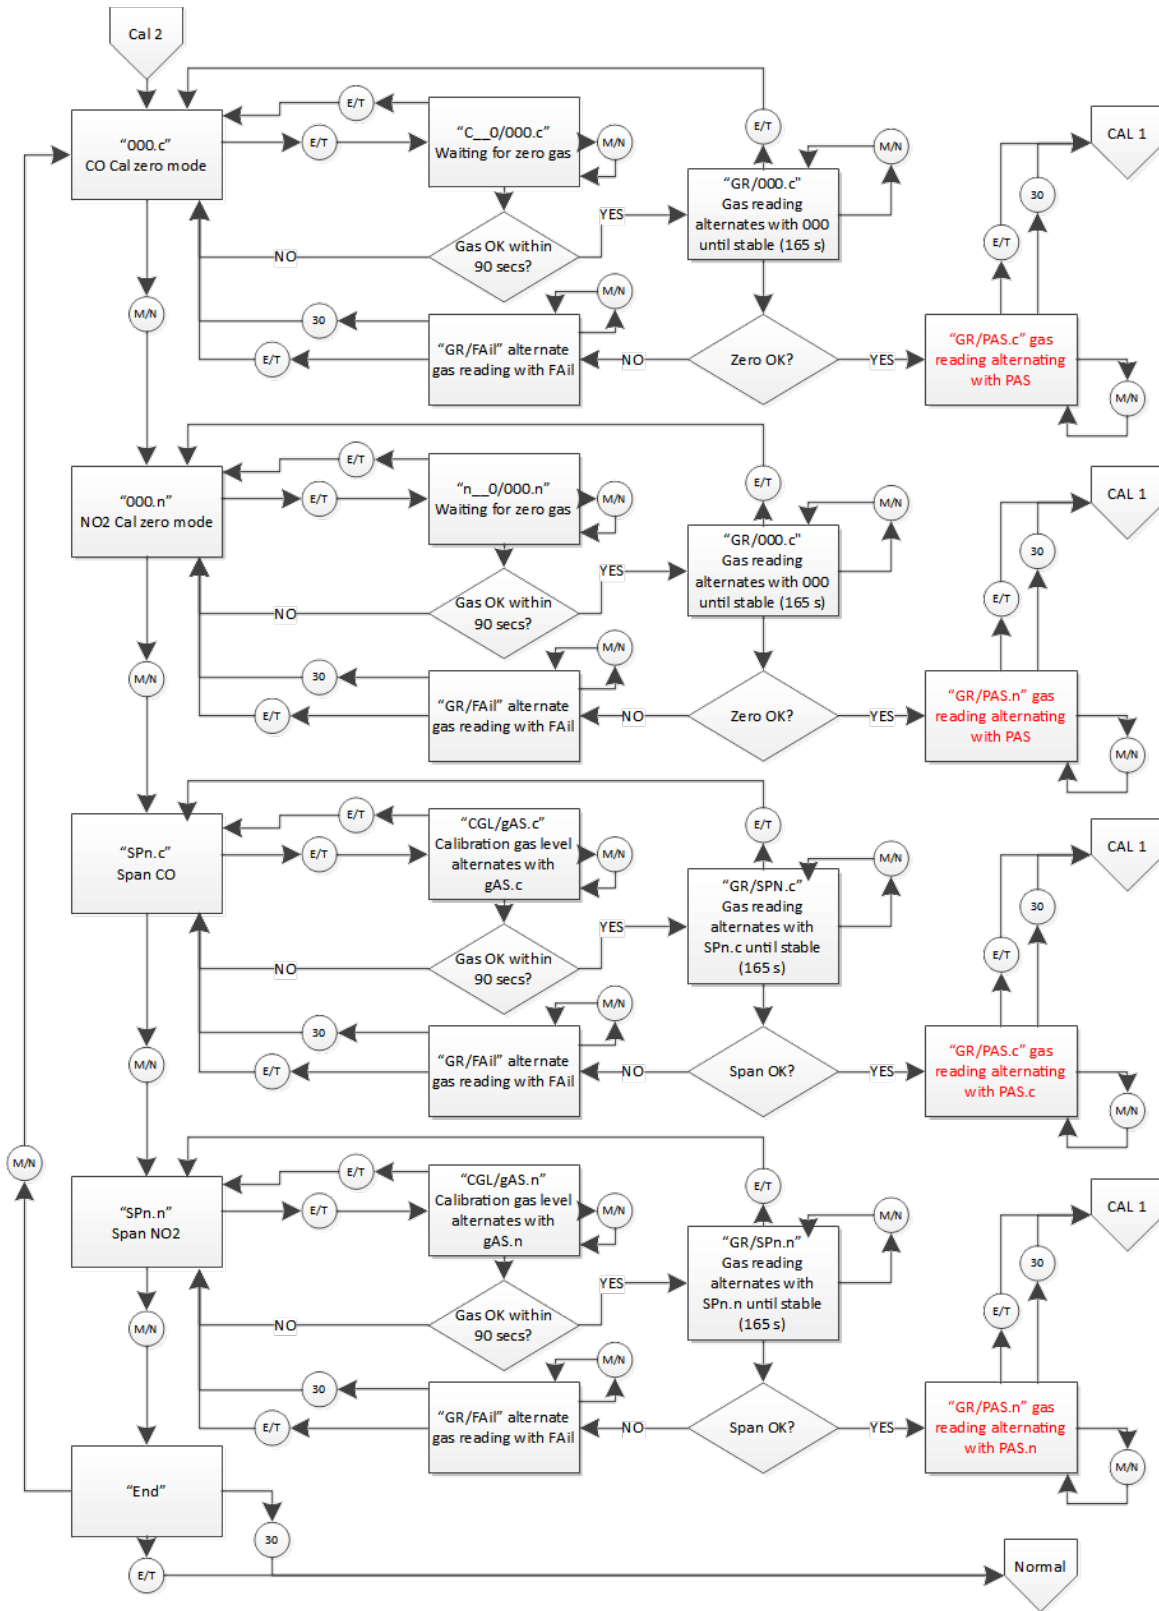 Cal 2
E/T
E/T
"000.c"
CO Cal zero mode
E/T
"C__0/000.c"
Waiting for zero gas
M/N
M/N
CAL 1
"GR/000.c"
Gas reading
alternates with 000
until stable (165 s)
30
YES
E/T
NO
Gas OK within
90 secs?
M/N
M/N
30
"GR/FAil" alternate
gas reading with FAil
E/T
NO
Zero OK?
YES
"GR/PAS.c" gas
reading alternating
with PAS
M/N
E/T
E/T
"000.n"
NO2 Cal zero mode
E/T
"n__0/000.n"
Waiting for zero gas
M/N
M/N
CAL 1
"GR/000.c"
Gas reading
alternates with 000
until stable (165 s)
30
YES
E/T
NO
Gas OK within
90 secs?
M/N
M/N
30
"GR/FAil" alternate
gas reading with FAil
E/T
NO
Zero OK?
YES
"GR/PAS.n" gas
reading alternating
with PAS
M/N
E/T
E/T
"SPn.c"
Span CO
E/T
"CGL/gAS.c"
Calibration gas level
alternates with
gAS.c
M/N
M/N
CAL 1
"GR/SPN.c"
Gas reading
alternates with
SPn.c until stable
(165 s)
30
YES
E/T
NO
Gas OK within
90 secs?
M/N
M/N
30
"GR/FAil" alternate
gas reading with FAil
E/T
NO
Span OK?
YES
"GR/PAS.c" gas
reading alternating
with PAS.c
M/N
M/N
E/T
E/T
"SPn.n"
Span NO2
E/T
"CGL/gAS.n"
Calibration gas level
alternates with
gAS.n
M/N
M/N
CAL 1
"GR/SPn.n"
Gas reading
alternates with
SPn.n until stable
(165 s)
30
YES
E/T
NO
Gas OK within
90 secs?
M/N
M/N
30
"GR/FAil" alternate
gas reading with FAil
E/T
NO
Span OK?
YES
"GR/PAS.n" gas
reading alternating
with PAS.n
M/N
"End"
30
E/T
Normal